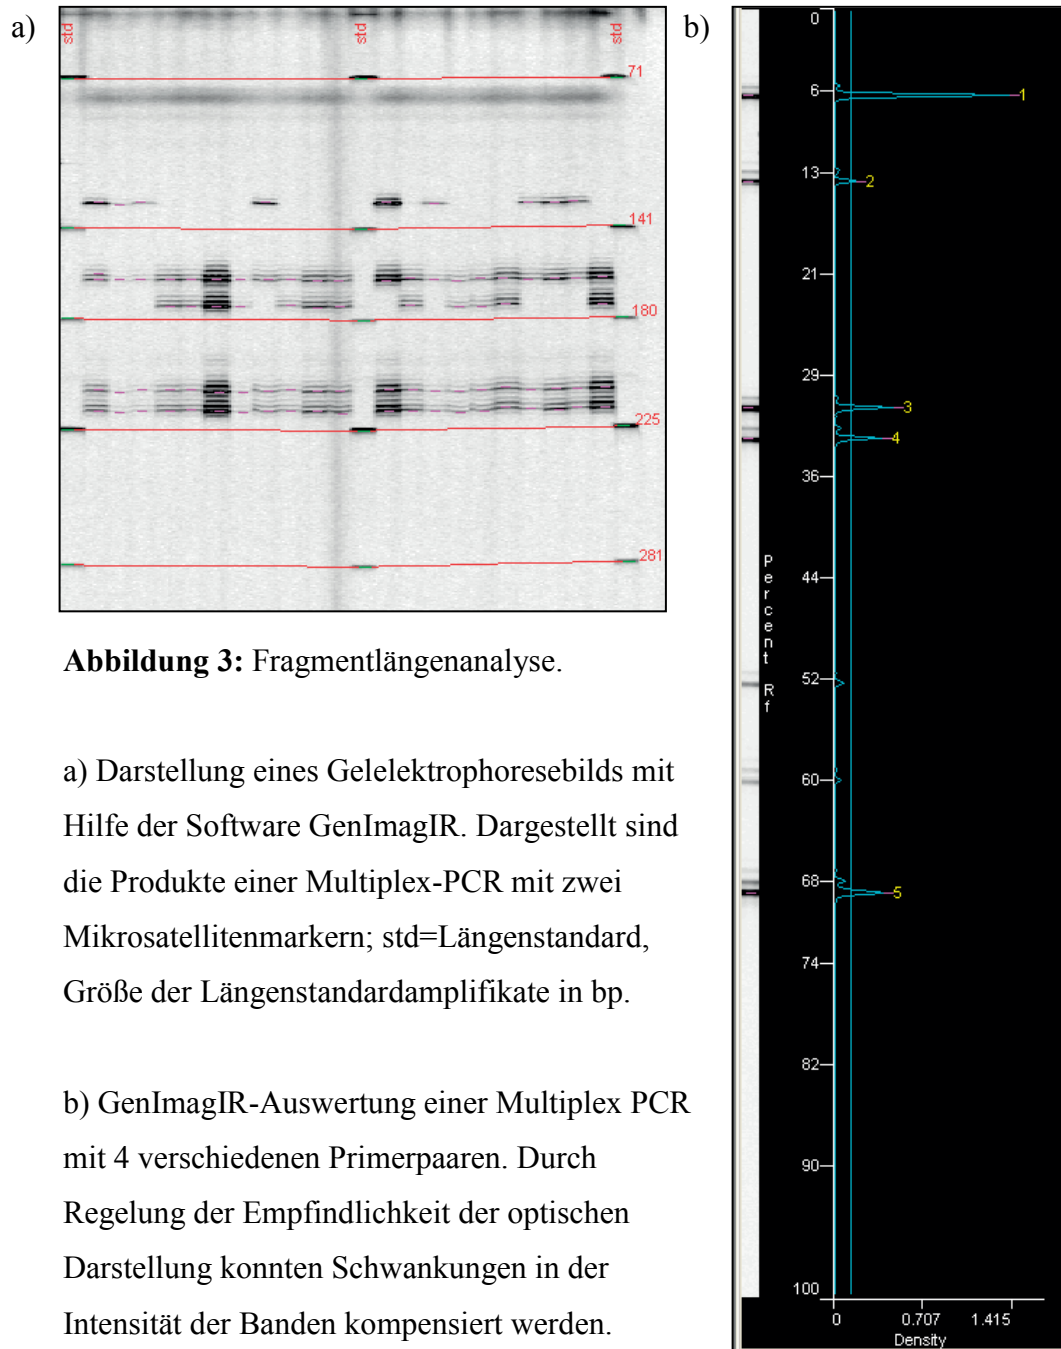 a)
std
std
std
71
141
180
225
281
Abbildung 3: Fragmentlängenanalyse.
a) Darstellung eines Gelelektrophoresebilds mit
Hilfe der Software GenImagIR. Dargestellt sind
die Produkte einer Multiplex-PCR mit zwei
Mikrosatellitenmarkern; std=Längenstandard,
Größe der Längenstandardamplifikate in bp.
b) GenImagIR-Auswertung einer Multiplex PCR
mit 4 verschiedenen Primerpaaren. Durch
Regelung der Empfindlichkeit der optischen
Darstellung konnten Schwankungen in der
Intensität der Banden kompensiert werden.
b)
0
6
13
21
29
36
44
52
60
68
74
82
90
100
Percent Rf
1
2
3
4
5
0 0.707 1.415
Density